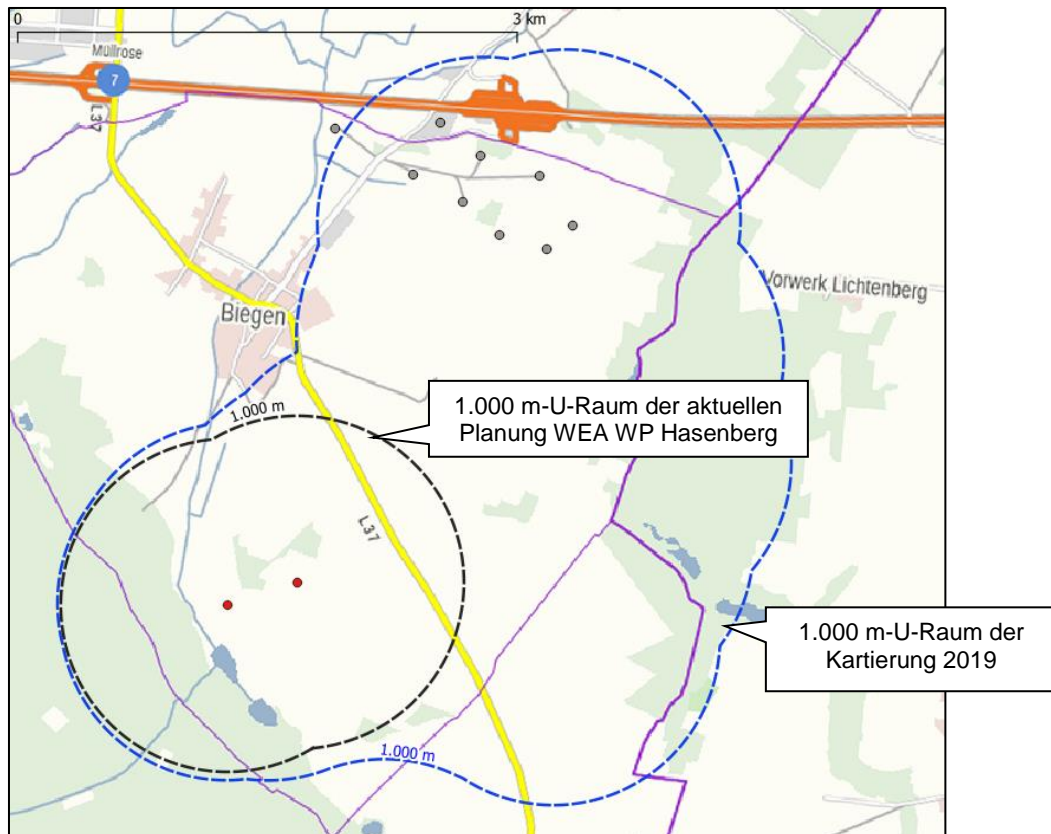 0
3 km
Müllrose
7
L37
Vorwerk Lichtenberg
Biegen
1.000 m
1.000 m-U-Raum der aktuellen
Planung WEA WP Hasenberg
L37
1.000 m-U-Raum der
Kartierung 2019
1.000 m